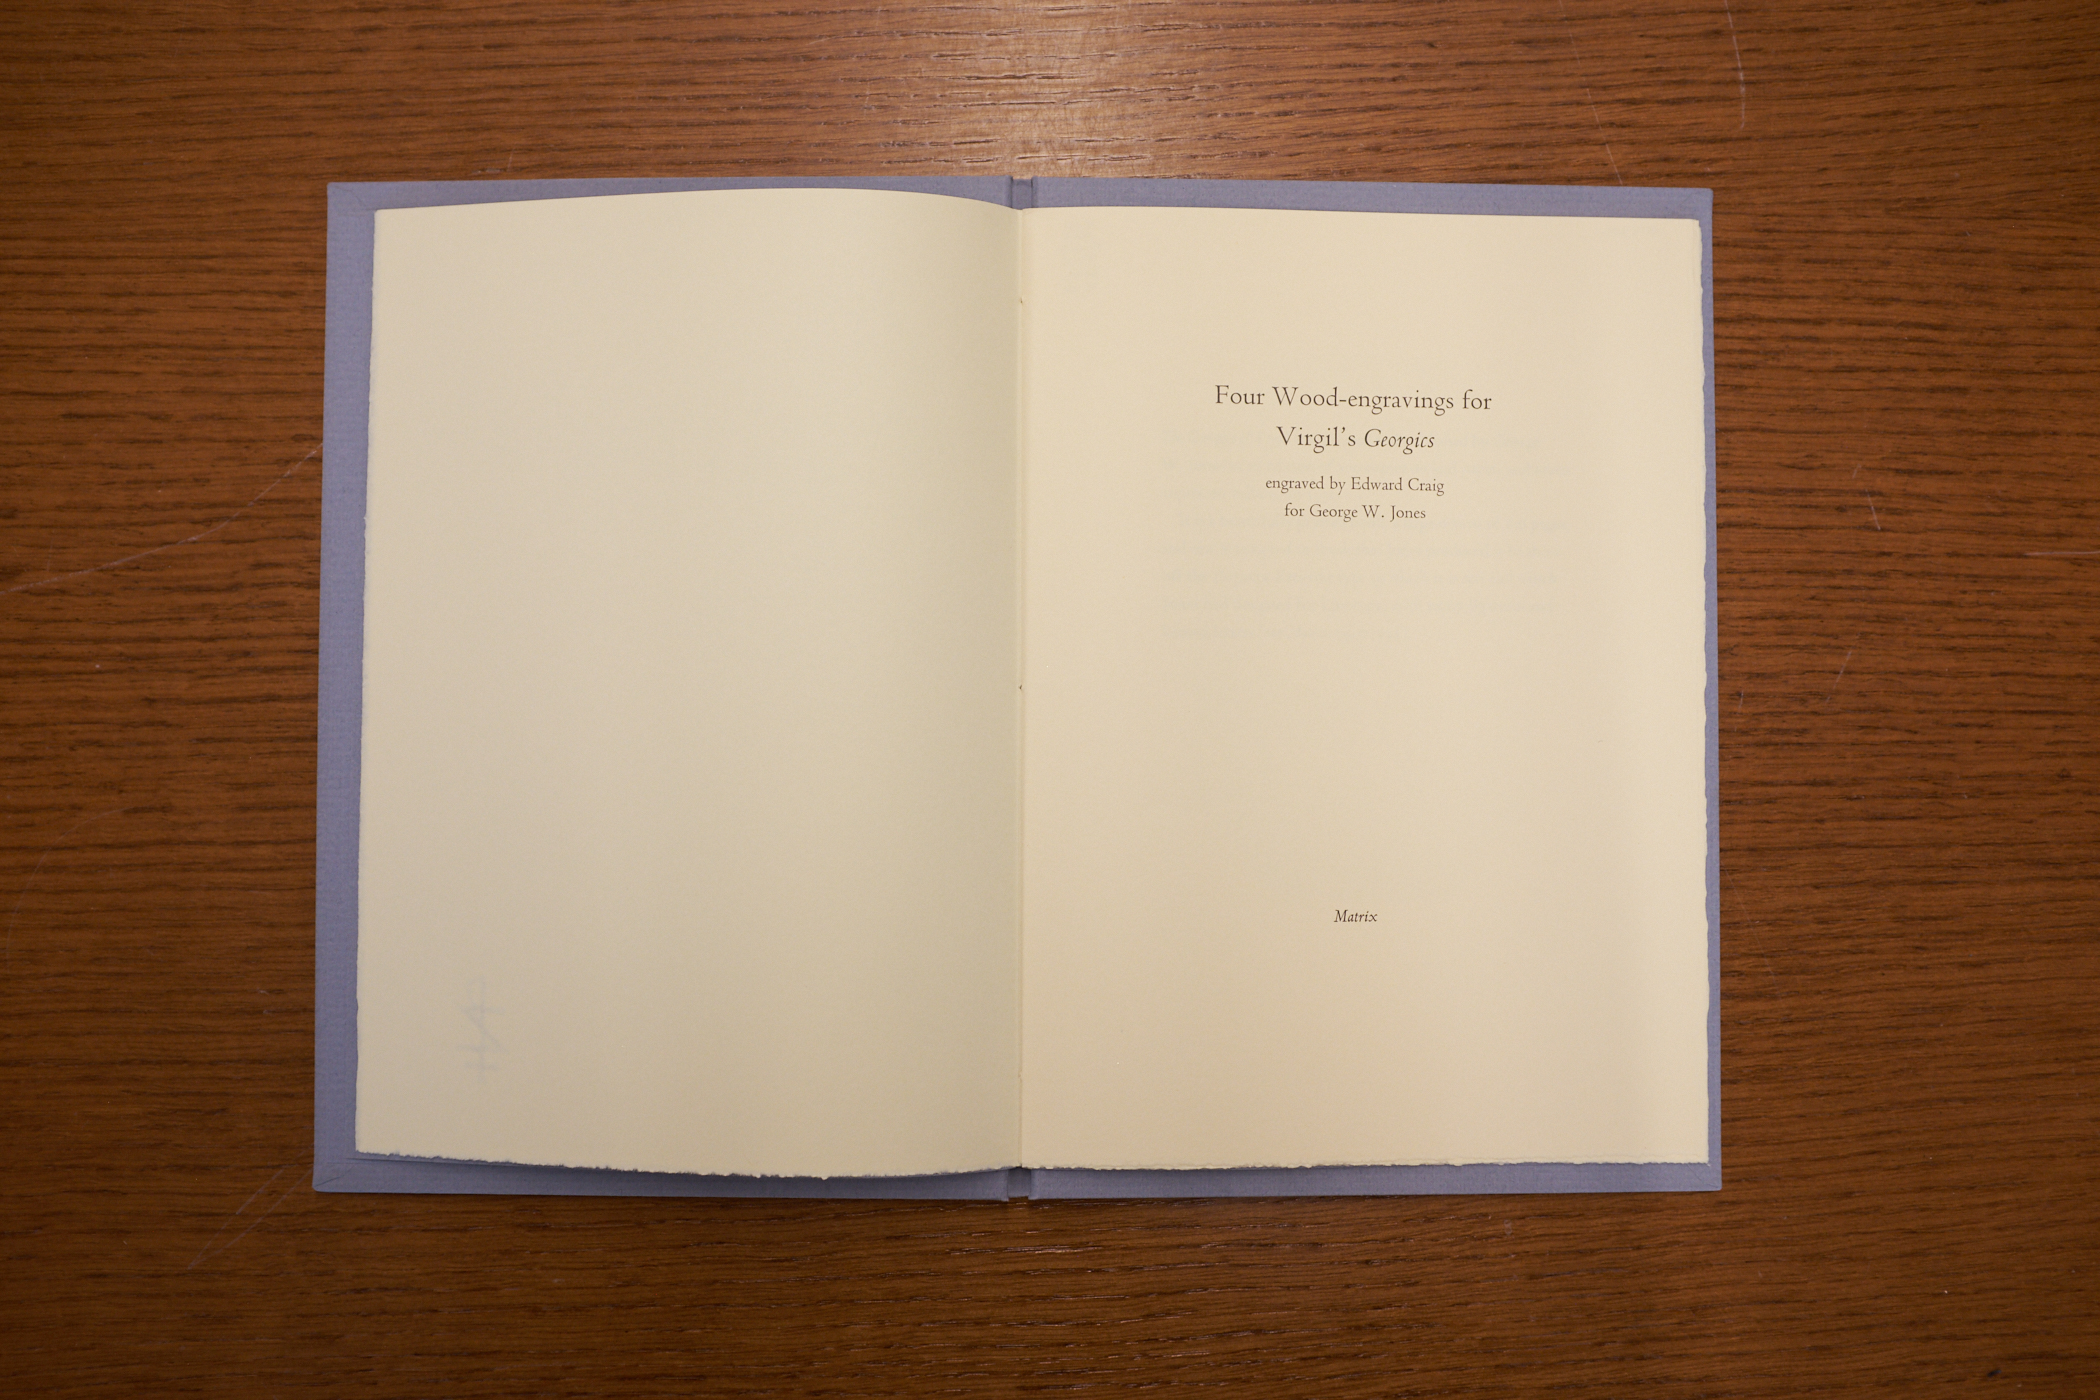 Four Wood-engravings for
Virgil's Georgics
engraved by Edward Craig
for George W. Jones
Matrix